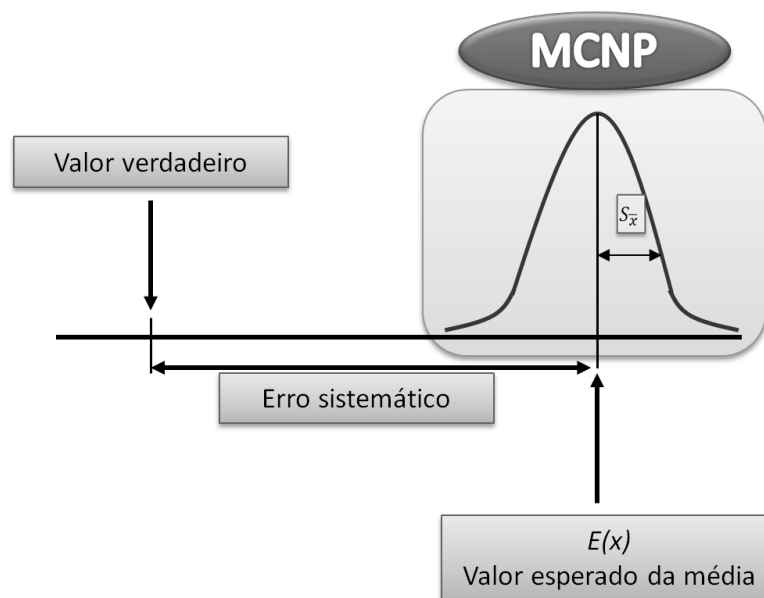 MCNP
Valor verdadeiro
S_x̄
Erro sistemático
E(x)
Valor esperado da média